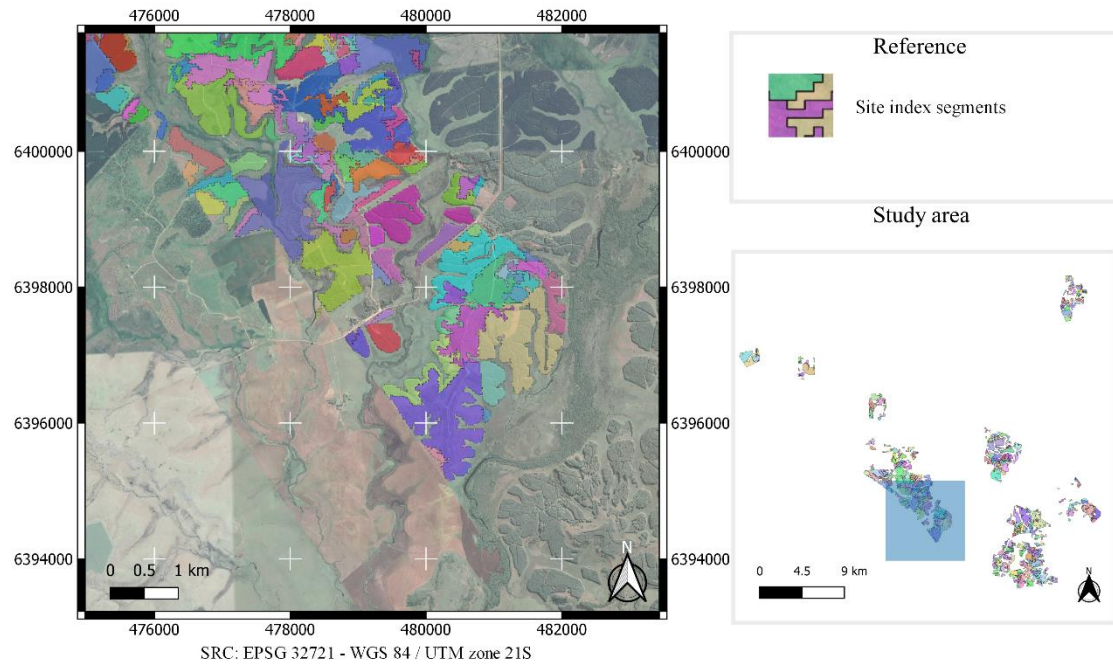 476000 478000 480000 482000
6400000 6400000
6398000 6398000
6396000 6396000
6394000 6394000
0 0.5 1 km
N
476000 478000 480000 482000
SRC: EPSG 32721 - WGS 84 / UTM zone 21S
Reference
Site index segments
Study area
0 4.5 9 km
N